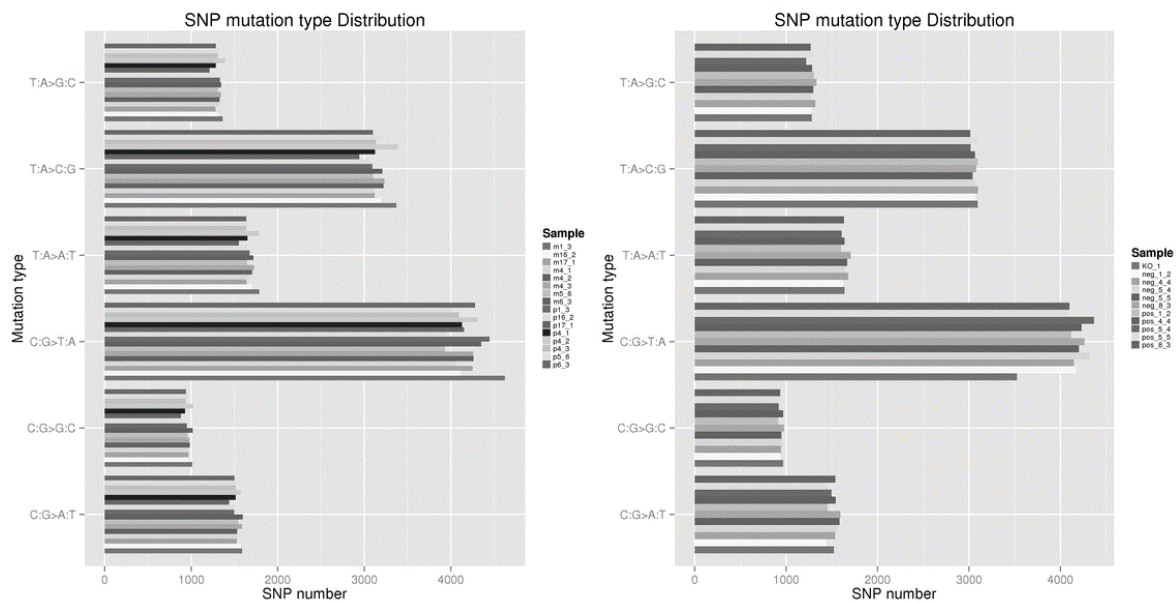 SNP mutation type Distribution
Mutation type
T:A>G:C
T:A>C:G
T:A>A:T
C:G>T:A
C:G>G:C
C:G>A:T
0 1000 2000 3000 4000
SNP number
Sample
m1_3
m16_2
m17_1
m4_1
m4_2
m4_3
m5_6
m6_3
p1_3
p16_2
p17_1
p4_1
p4_2
p4_3
p5_6
p6_3
SNP mutation type Distribution
Mutation type
T:A>G:C
T:A>C:G
T:A>A:T
C:G>T:A
C:G>G:C
C:G>A:T
0 1000 2000 3000 4000
SNP number
Sample
KO_1
neg_1_2
neg_4_4
neg_5_4
neg_5_5
neg_8_3
pos_1_2
pos_4_4
pos_5_4
pos_5_5
pos_8_3